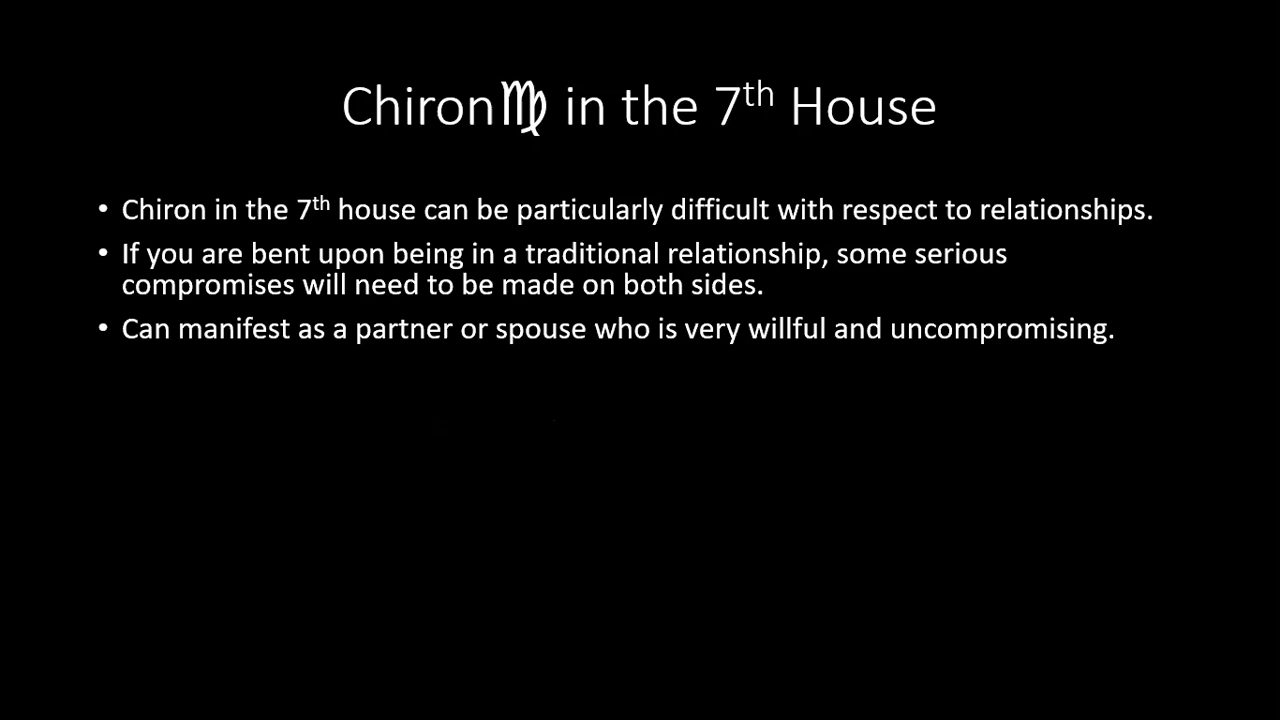 Chiron♍ in the 7th House
• Chiron in the 7th house can be particularly difficult with respect to relationships.
• If you are bent upon being in a traditional relationship, some serious
compromises will need to be made on both sides.
• Can manifest as a partner or spouse who is very willful and uncompromising.